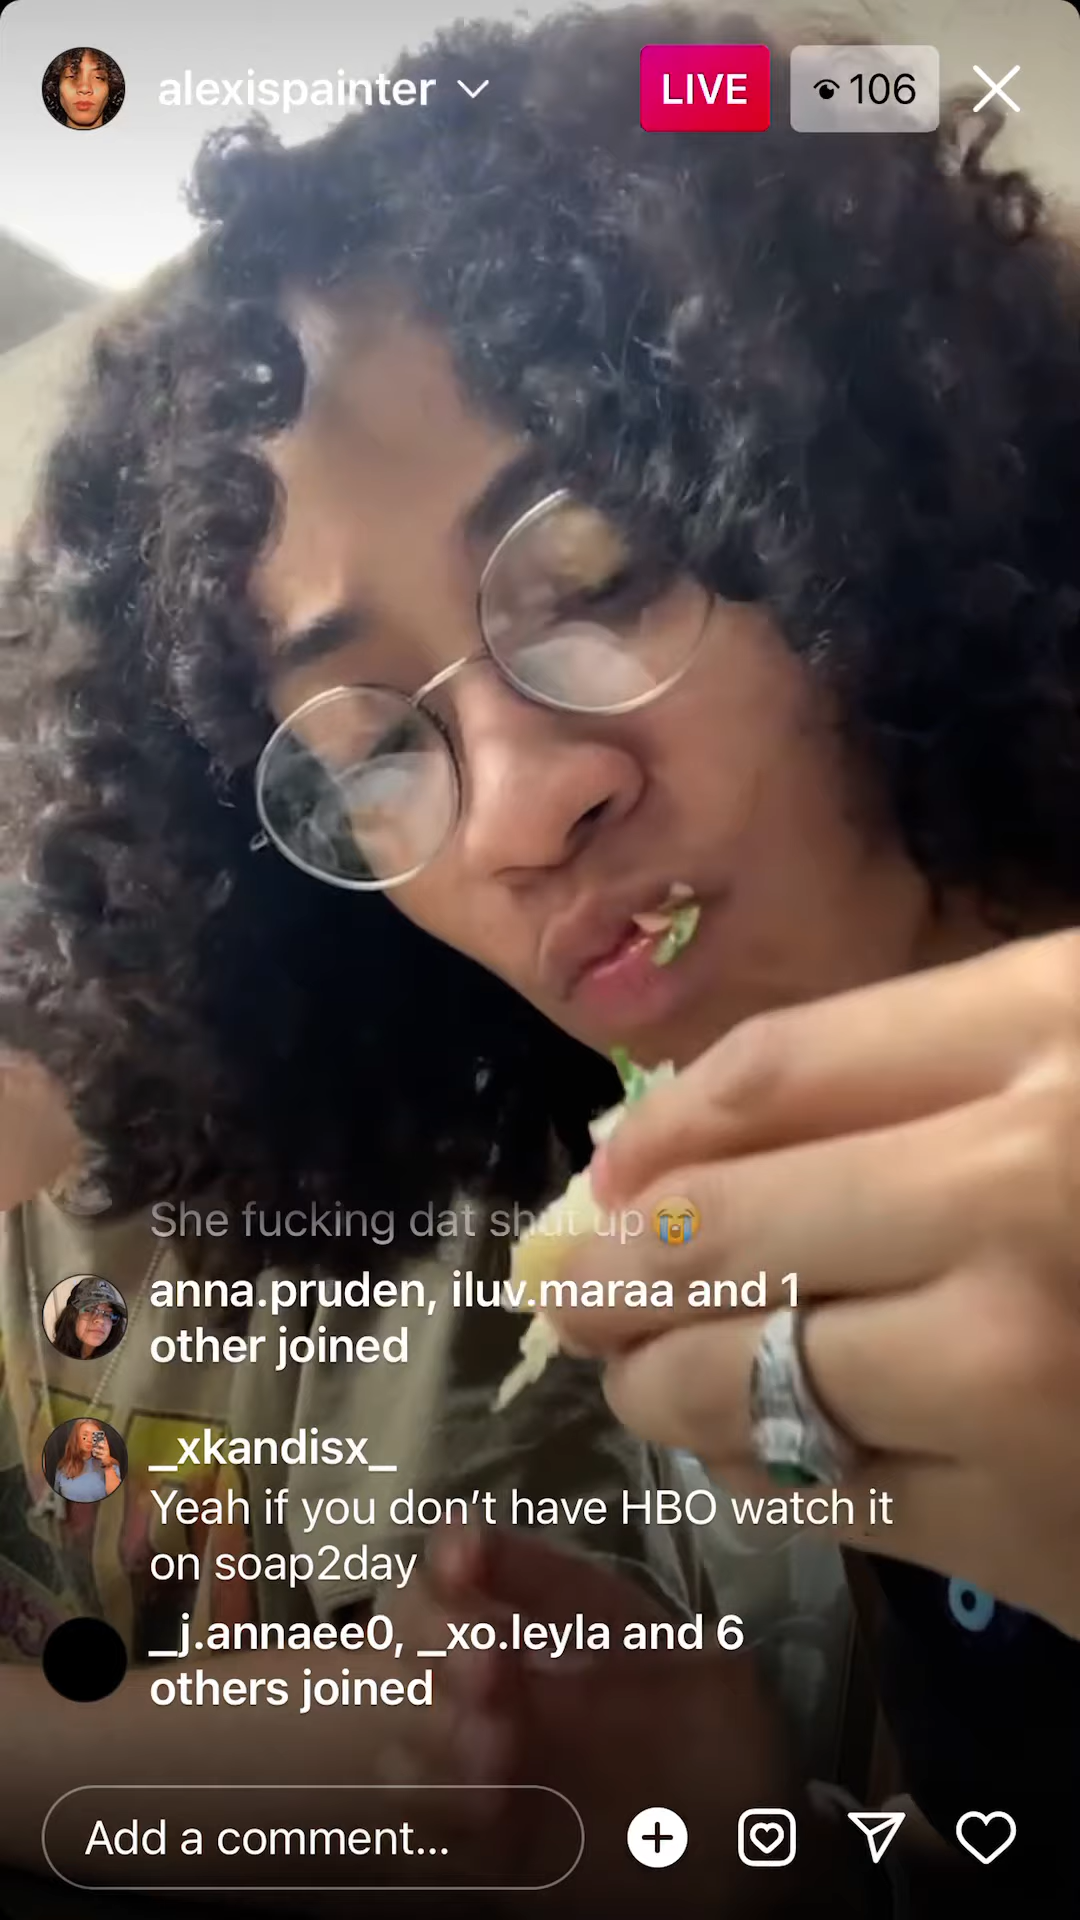 alexispainter
LIVE
106
She fucking dat shut up😭
anna.pruden, iluv.maraa and 1
other joined
_xkandisx_
Yeah if you don’t have HBO watch it
on soap2day
_j.annaee0, _xo.leyla and 6
others joined
Add a comment...